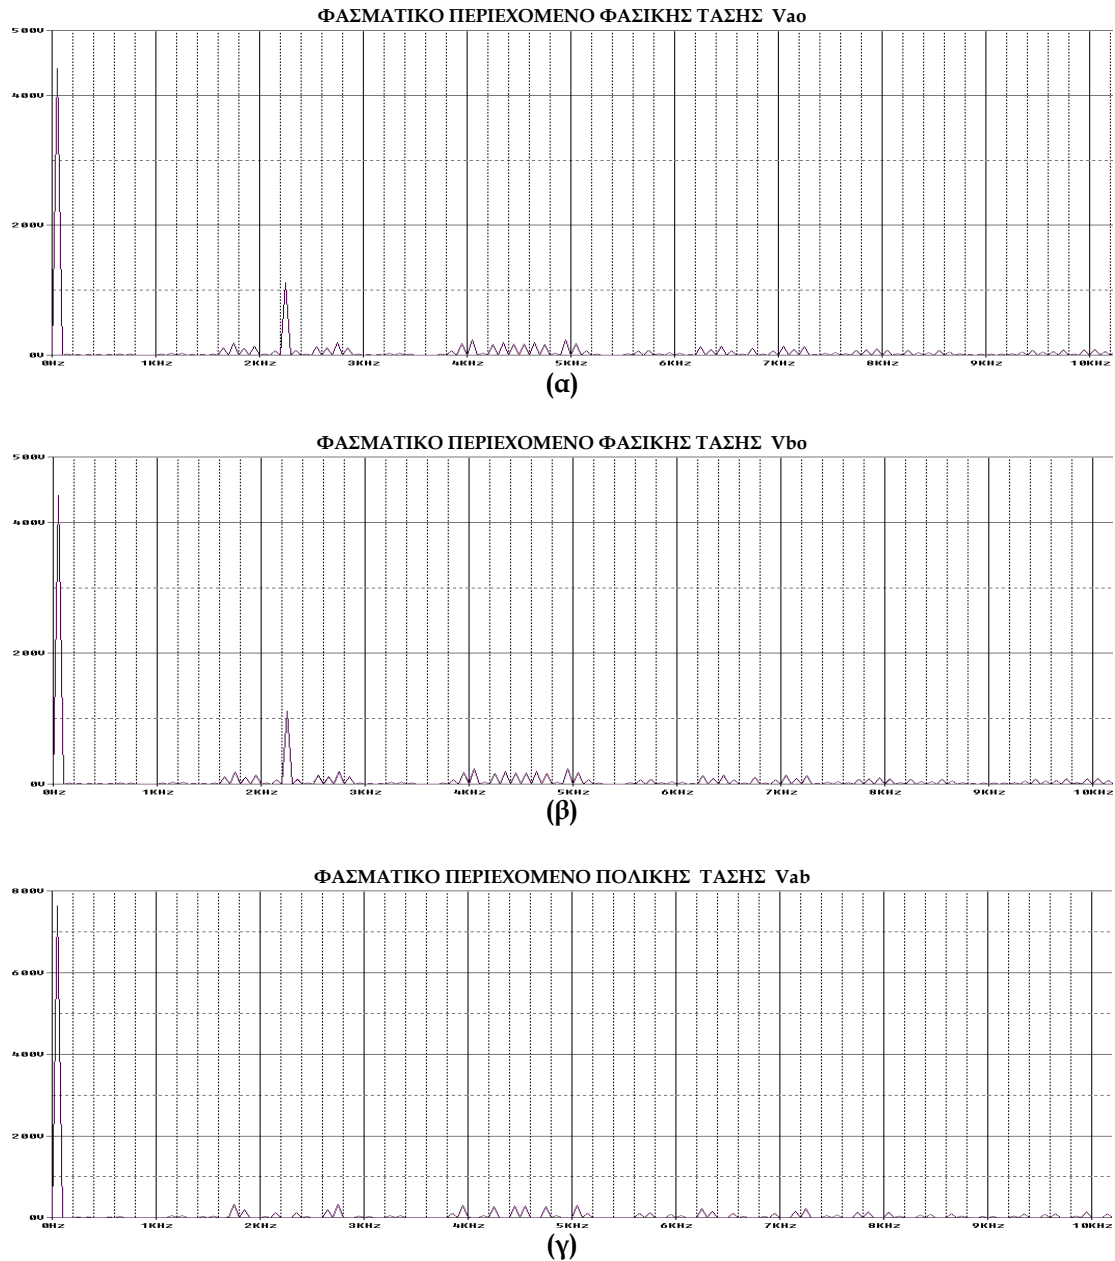 ΦΑΣΜΑΤΙΚΟ ΠΕΡΙΕΧΟΜΕΝΟ ΦΑΣΙΚΗΣ ΤΑΣΗΣ Vao
500V
400V
200V
0V
0Hz 1KHz 2KHz 3KHz 4KHz 5KHz 6KHz 7KHz 8KHz 9KHz 10KHz
(α)
ΦΑΣΜΑΤΙΚΟ ΠΕΡΙΕΧΟΜΕΝΟ ΦΑΣΙΚΗΣ ΤΑΣΗΣ Vbo
500V
400V
200V
0V
0Hz 1KHz 2KHz 3KHz 4KHz 5KHz 6KHz 7KHz 8KHz 9KHz 10KHz
(β)
ΦΑΣΜΑΤΙΚΟ ΠΕΡΙΕΧΟΜΕΝΟ ΠΟΛΙΚΗΣ ΤΑΣΗΣ Vab
800V
600V
400V
200V
0V
0Hz 1KHz 2KHz 3KHz 4KHz 5KHz 6KHz 7KHz 8KHz 9KHz 10KHz
(γ)